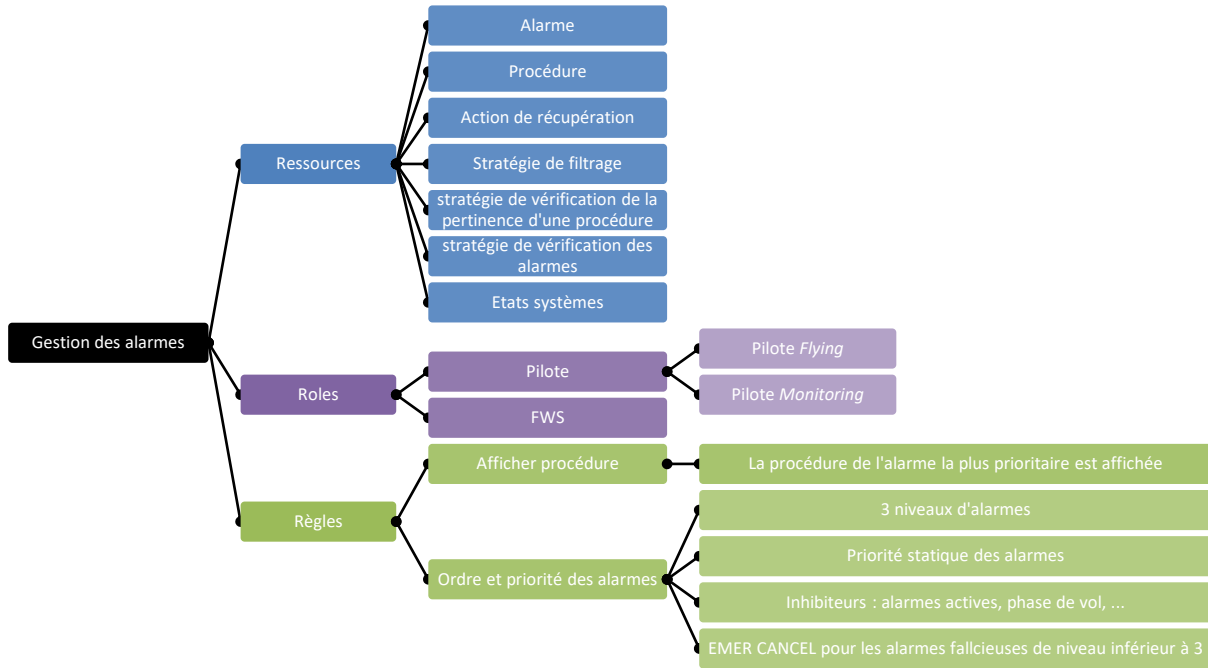 Alarme
Procédure
Action de récupération
Ressources
Stratégie de filtrage
stratégie de vérification de la
pertinence d'une procédure
stratégie de vérification des
alarmes
Etats systèmes
Gestion des alarmes
Pilote Flying
Pilote
Pilote Monitoring
Roles
FWS
Afficher procédure
La procédure de l'alarme la plus prioritaire est affichée
3 niveaux d'alarmes
Règles
Priorité statique des alarmes
Ordre et priorité des alarmes
Inhibiteurs : alarmes actives, phase de vol, ...
EMER CANCEL pour les alarmes fallcieuses de niveau inférieur à 3